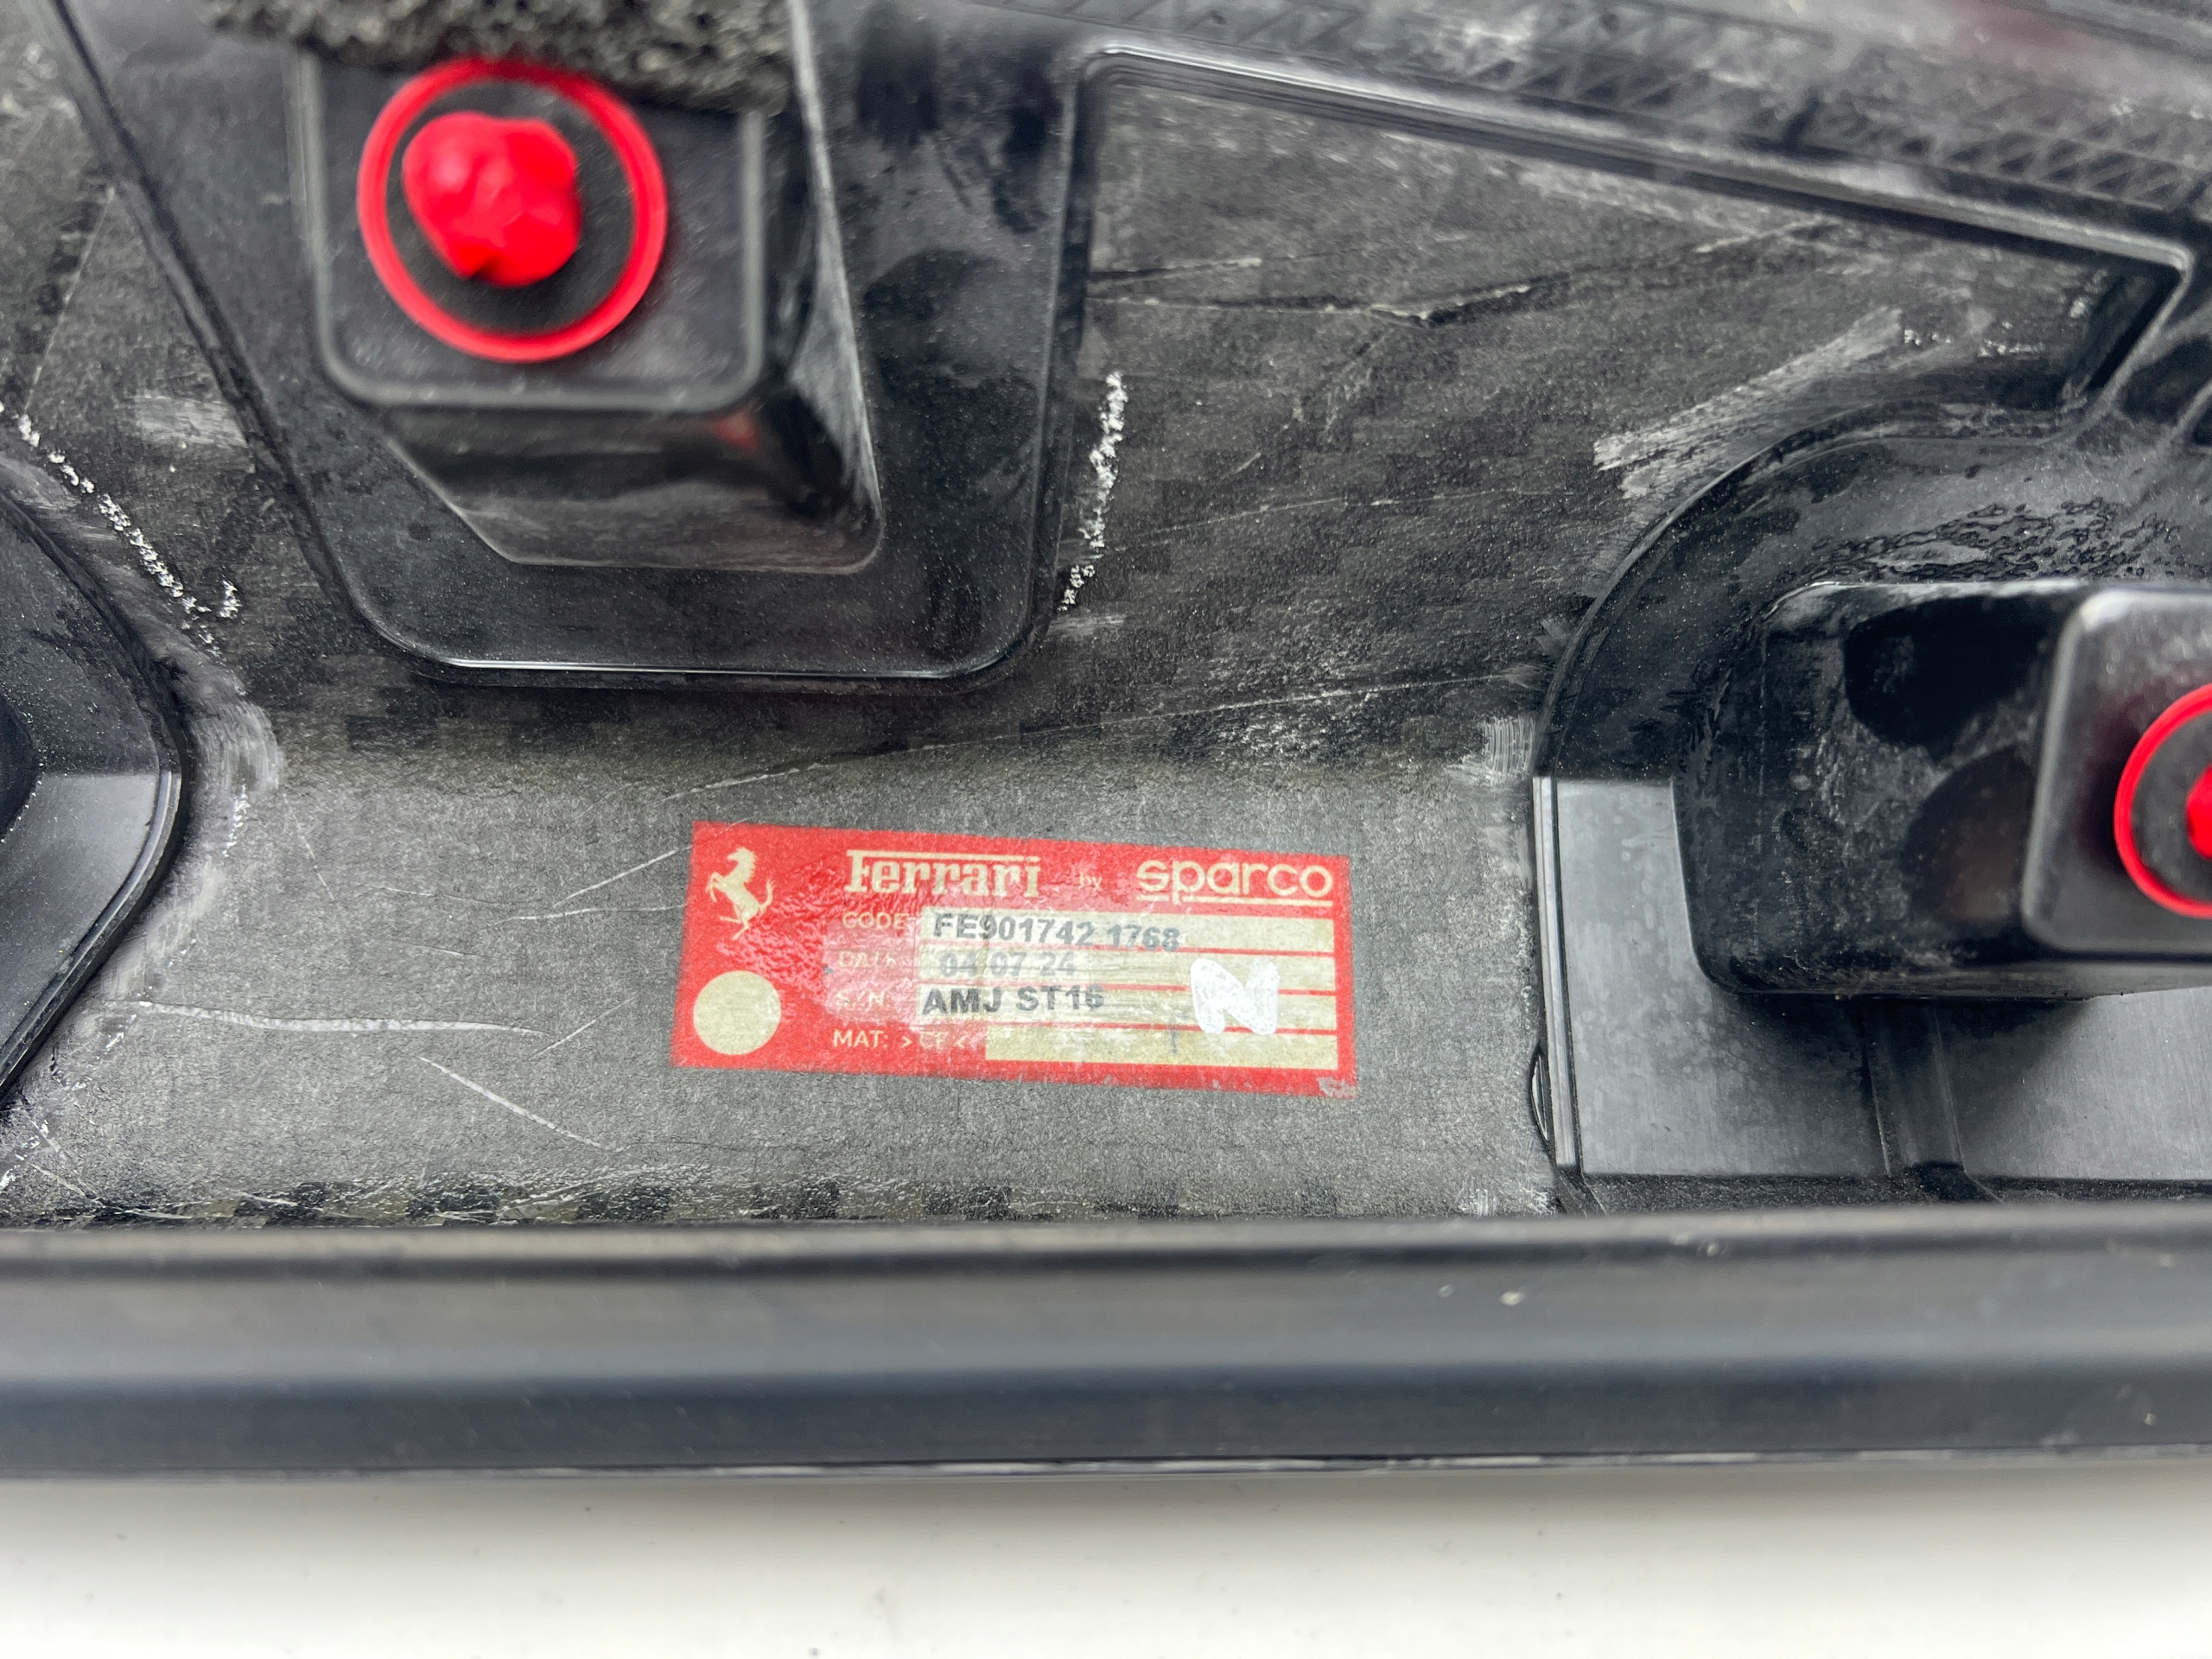 Ferrari by sparco
CODE FE901742 1768
DATE 04 07 24
S/N. AMJ ST16
N
MAT: >CF<